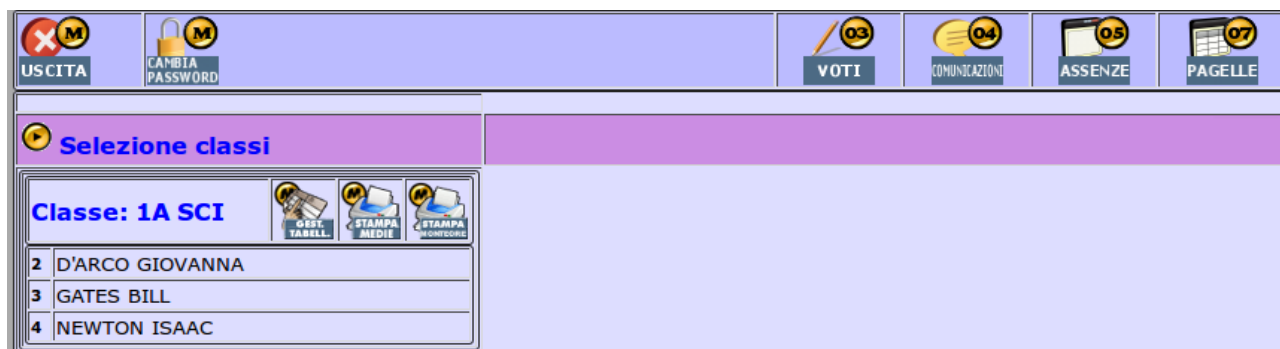 M
USCITA
M
CAMBIA
PASSWORD
03
VOTI
04
COMUNICAZIONI
05
ASSENZE
07
PAGELLE
Selezione classi
Classe: 1A SCI
M
GEST.
TABELL.
M
STAMPA
MEDIE
M
STAMPA
MONTEORE
2 D'ARCO GIOVANNA
3 GATES BILL
4 NEWTON ISAAC